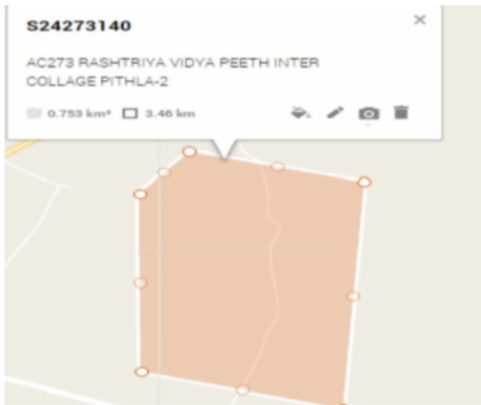 S24273140
AC273 RASHTRIYA VIDYA PEETH INTER
COLLAGE PITHLA-2
0.753 km² 3.46 km